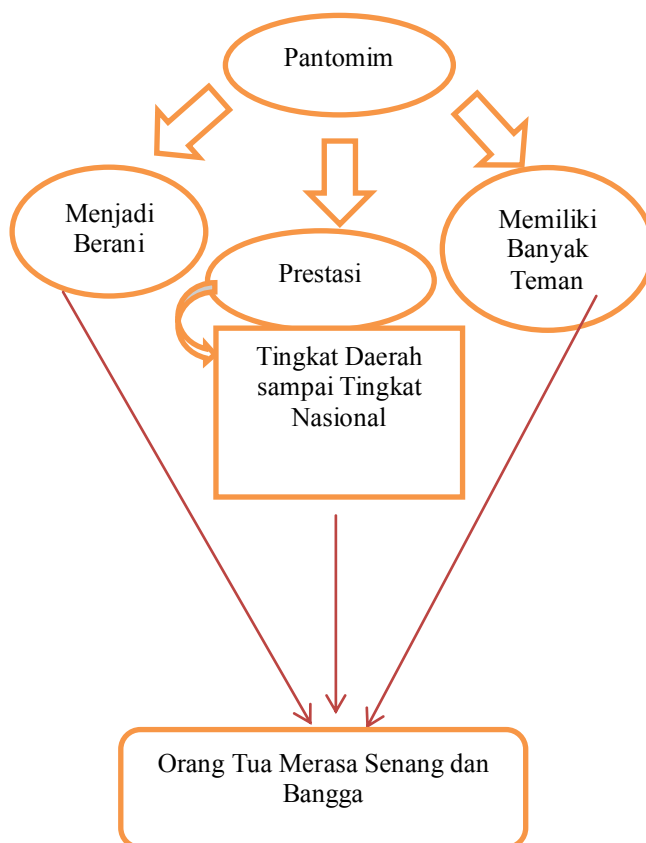 Pantomim
Menjadi
Berani
Prestasi
Memiliki
Banyak
Teman
Tingkat Daerah
sampai Tingkat
Nasional
Orang Tua Merasa Senang dan
Bangga